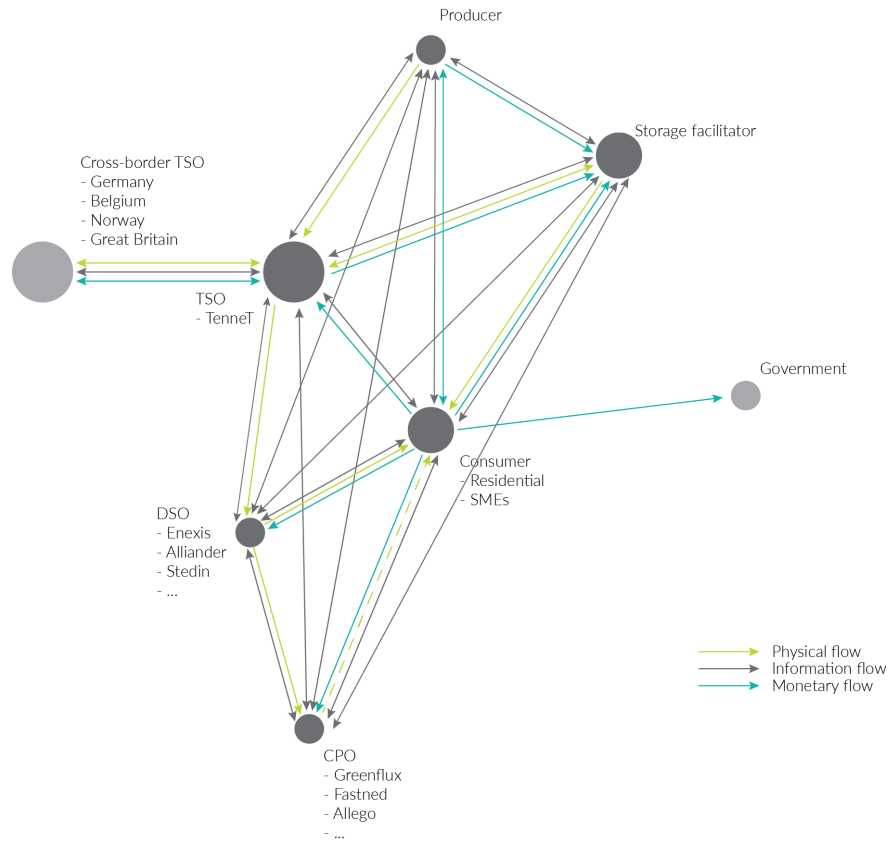 Producer
Storage facilitator
Cross-border TSO
- Germany
- Belgium
- Norway
- Great Britain
TSO
- TenneT
Government
Consumer
- Residential
- SMEs
DSO
- Enexis
- Alliander
- Stedin
- ...
Physical flow
Information flow
Monetary flow
CPO
- Greenflux
- Fastned
- Allego
- ...